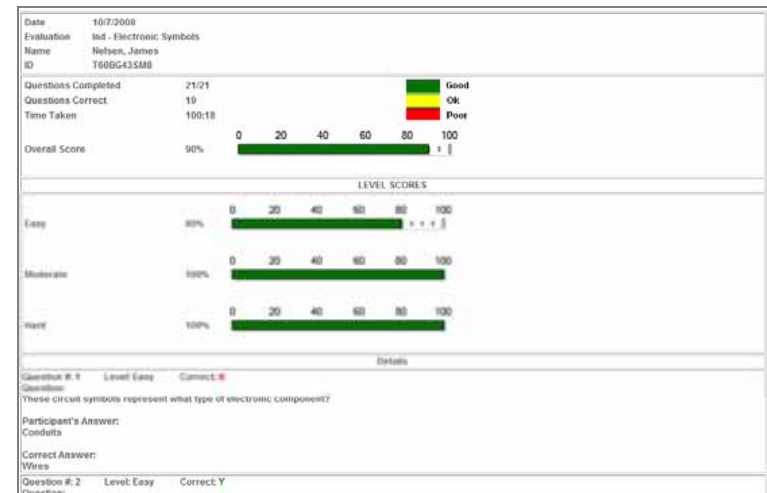 Date 10/7/2008
Evaluation Ind - Electronic Symbols
Name Nelsen, James
ID T60BG43SM8
Questions Completed 21/21 Good
Questions Correct 19 Ok
Time Taken 100:18 Poor
0 20 40 60 80 100
Overall Score 90%
LEVEL SCORES
0 20 40 60 80 100
Easy 80%
0 20 40 60 80 100
Moderate 100%
0 20 40 60 80 100
Hard 100%
Details
Question #: 1 Level: Easy Correct: N
Question:
These circuit symbols represent what type of electronic component?
Participant's Answer:
Conduits
Correct Answer:
Wires
Question #: 2 Level: Easy Correct: Y
Question: